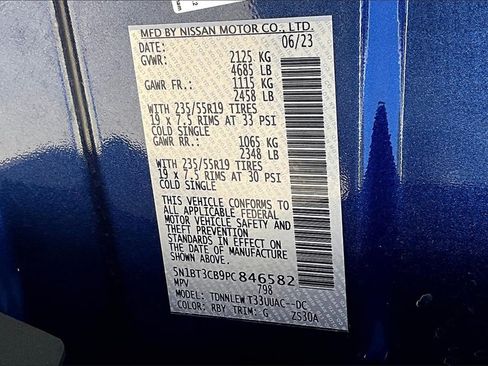 MFD BY NISSAN MOTOR CO., LTD.
DATE: 06/23
GVWR: 2125 KG
4685 LB
GAWR FR.: 1115 KG
2458 LB
WITH 235/55R19 TIRES
19 x 7.5 RIMS AT 33 PSI
COLD SINGLE
GAWR RR.: 1065 KG
2348 LB
WITH 235/55R19 TIRES
19 x 7.5 RIMS AT 30 PSI
COLD SINGLE
THIS VEHICLE CONFORMS TO
ALL APPLICABLE FEDERAL
MOTOR VEHICLE SAFETY
AND THEFT PREVENTION
STANDARDS IN EFFECT ON
THE DATE OF MANUFACTURE
5N1BT3CB9PC846582
MPV 798
MODEL: TDNNLEW T33UUAC--DC
COLOR: RBY TRIM: G ZS30A